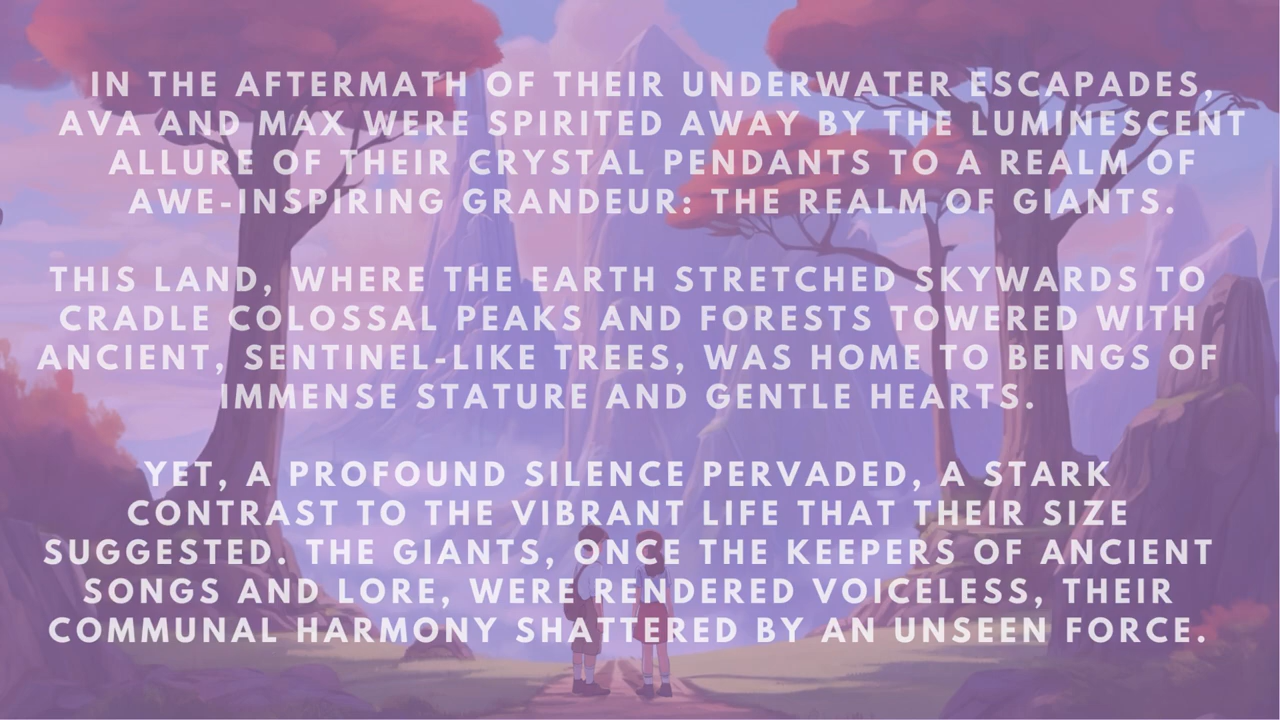 IN THE AFTERMATH OF THEIR UNDERWATER ESCAPADES,
AVA AND MAX WERE SPIRITED AWAY BY THE LUMINESCENT
ALLURE OF THEIR CRYSTAL PENDANTS TO A REALM OF
AWE-INSPIRING GRANDEUR: THE REALM OF GIANTS.
THIS LAND, WHERE THE EARTH STRETCHED SKYWARDS TO
CRADLE COLOSSAL PEAKS AND FORESTS TOWERED WITH
ANCIENT, SENTINEL-LIKE TREES, WAS HOME TO BEINGS OF
IMMENSE STATURE AND GENTLE HEARTS.
YET, A PROFOUND SILENCE PERVADED, A STARK
CONTRAST TO THE VIBRANT LIFE THAT THEIR SIZE
SUGGESTED. THE GIANTS, ONCE THE KEEPERS OF ANCIENT
SONGS AND LORE, WERE RENDERED VOICELESS, THEIR
COMMUNAL HARMONY SHATTERED BY AN UNSEEN FORCE.